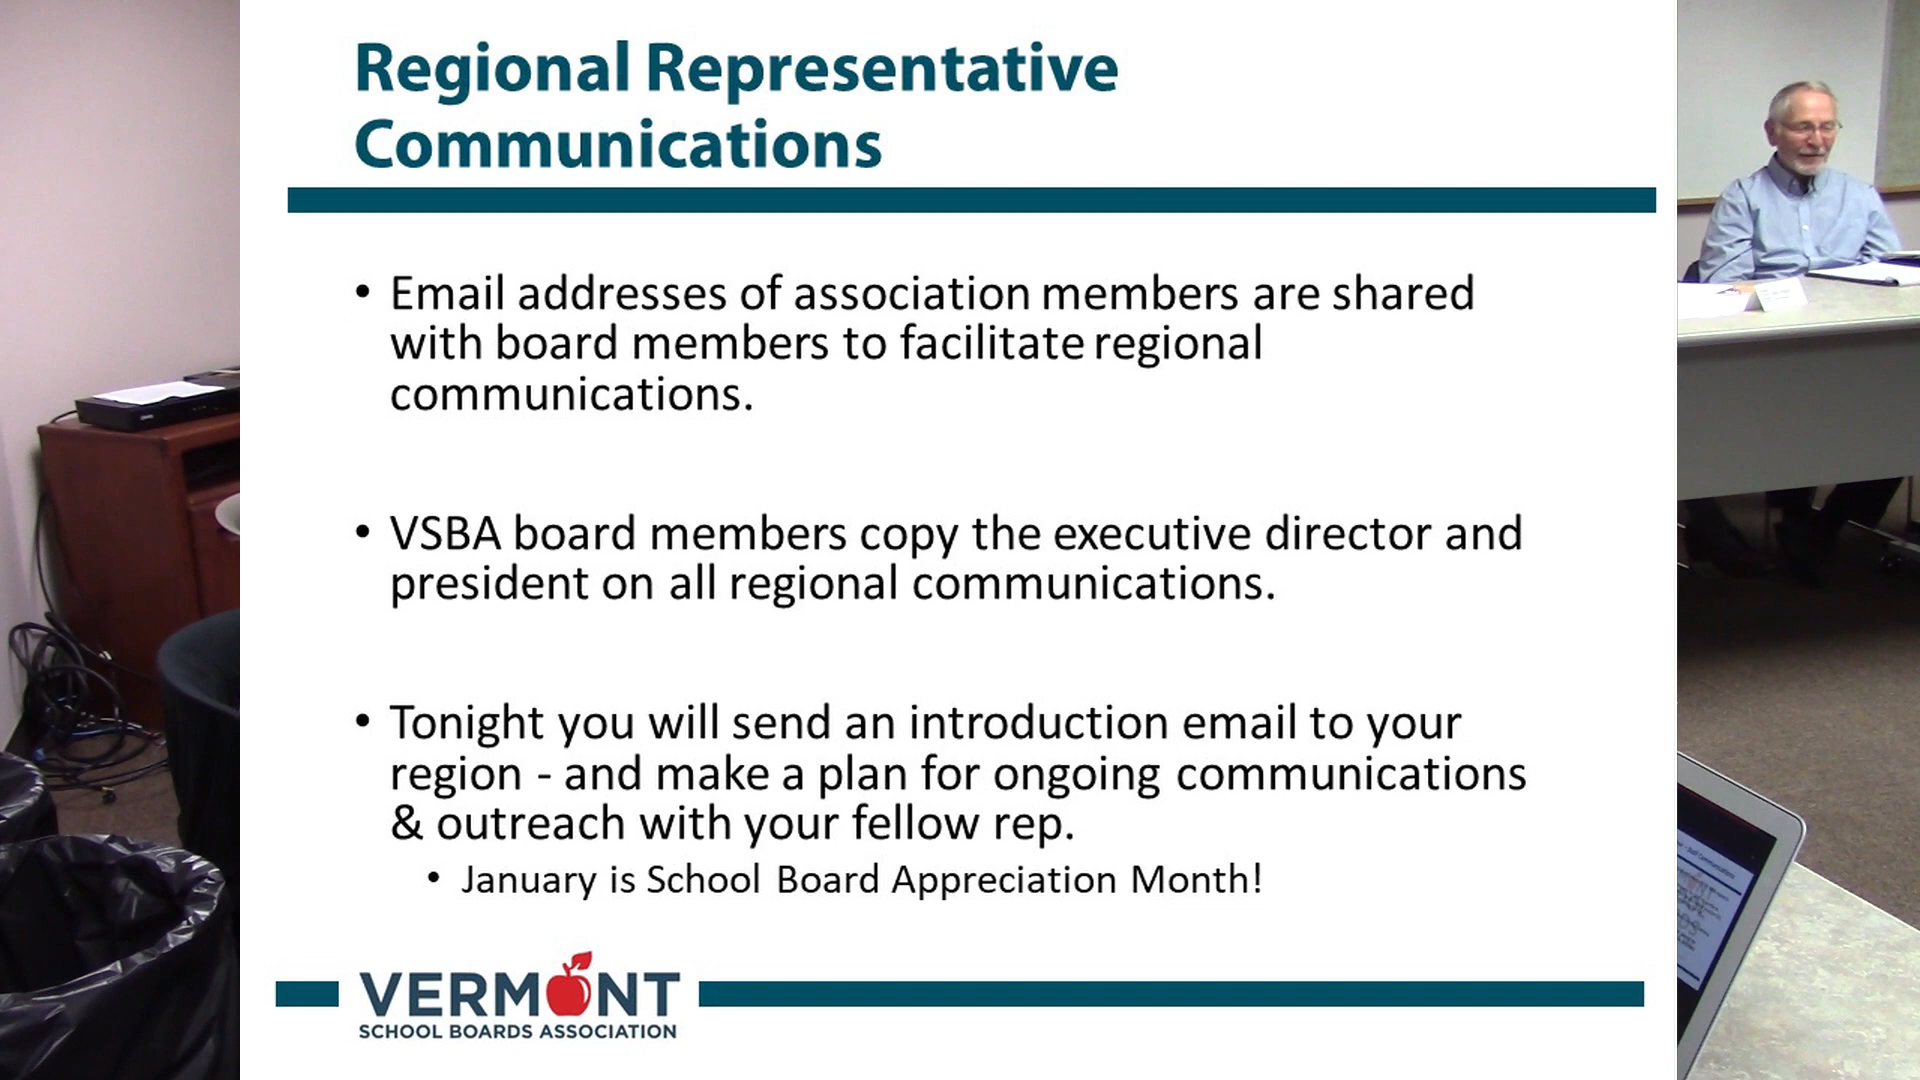 Regional Representative
Communications
• Email addresses of association members are shared
with board members to facilitate regional
communications.
• VSBA board members copy the executive director and
president on all regional communications.
• Tonight you will send an introduction email to your
region - and make a plan for ongoing communications
& outreach with your fellow rep.
• January is School Board Appreciation Month!
VERMONT
SCHOOL BOARDS ASSOCIATION